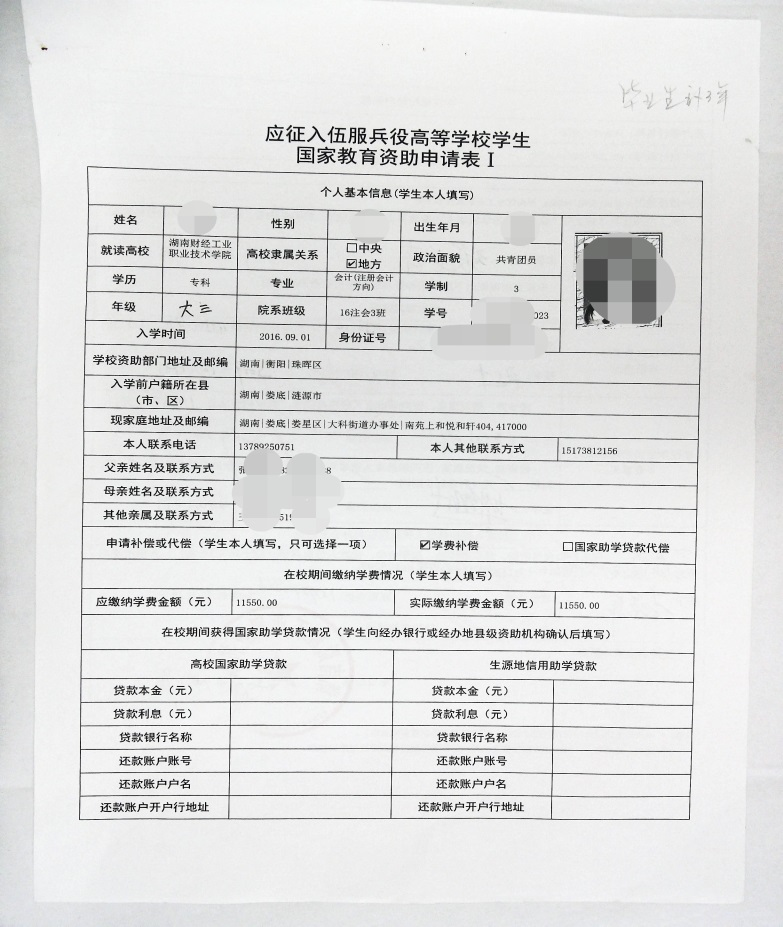 毕业生补3年
应征入伍服兵役高等学校学生
国家教育资助申请表 I
个人基本信息(学生本人填写)
姓名 性别 出生年月
就读高校 湖南财经工业职业技术学院 高校隶属关系 □中央 ☑地方 政治面貌 共青团员
学历 专科 专业 会计(注册会计方向) 学制 3
年级 大三 院系班级 16注会3班 学号 023
入学时间 2016.09.01 身份证号
学校资助部门地址及邮编 湖南|衡阳|珠晖区
入学前户籍所在县(市、区) 湖南|娄底|涟源市
现家庭地址及邮编 湖南|娄底|娄星区|大科街道办事处|南苑上和悦和轩404,417000
本人联系电话 13789250751 本人其他联系方式 15173812156
父亲姓名及联系方式 8
母亲姓名及联系方式
其他亲属及联系方式 519
申请补偿或代偿(学生本人填写,只可选择一项) ☑学费补偿 □国家助学贷款代偿
在校期间缴纳学费情况(学生本人填写)
应缴纳学费金额(元) 11550.00 实际缴纳学费金额(元) 11550.00
在校期间获得国家助学贷款情况(学生向经办银行或经办地县级资助机构确认后填写)
高校国家助学贷款 生源地信用助学贷款
贷款本金(元) 贷款本金(元)
贷款利息(元) 贷款利息(元)
贷款银行名称 贷款银行名称
还款账户账号 还款账户账号
还款账户户名 还款账户户名
还款账户开户行地址 还款账户开户行地址